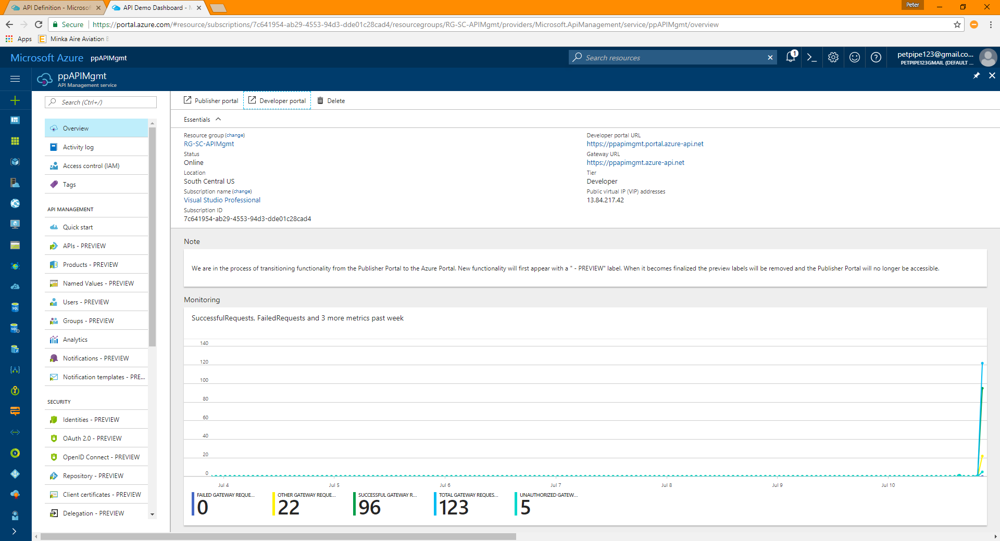 API Definition - Microsof
API Demo Dashboard -
Peter
Secure
https://portal.azure.com/#resource/subscriptions/7c641954-ab29-4553-94d3-dde01c28cad4/resourcegroups/RG-SC-APIMgmt/providers/Microsoft.ApiManagement/service/ppAPIMgmt/overview
Apps
Minka Aire Aviation
Microsoft Azure ppAPIMgmt
Search resources
1
petpipe123@gmail.co...
PETPIPE123GMAIL (DEFAULT ...
ppAPIMgmt
API Management service
Search (Ctrl+/)
Overview
Activity log
Access control (IAM)
Tags
API MANAGEMENT
Quick start
APIs - PREVIEW
Products - PREVIEW
Named Values - PREVIEW
Users - PREVIEW
Groups - PREVIEW
Analytics
Notifications - PREVIEW
Notification templates - PRE...
SECURITY
Identities - PREVIEW
OAuth 2.0 - PREVIEW
OpenID Connect - PREVIEW
Repository - PREVIEW
Client certificates - PREVIEW
Delegation - PREVIEW
Publisher portal
Developer portal
Delete
Essentials
Resource group (change)
RG-SC-APIMgmt
Status
Online
Location
South Central US
Subscription name (change)
Visual Studio Professional
Subscription ID
7c641954-ab29-4553-94d3-dde01c28cad4
Developer portal URL
https://ppapimgmt.portal.azure-api.net
Gateway URL
https://ppapimgmt.azure-api.net
Tier
Developer
Public virtual IP (VIP) addresses
13.84.217.42
Note
We are in the process of transitioning functionality from the Publisher Portal to the Azure Portal. New functionality will first appear with a " - PREVIEW" label. When it becomes finalized the preview labels will be removed and the Publisher Portal will no longer be accessible.
Monitoring
SuccessfulRequests, FailedRequests and 3 more metrics past week
140
120
100
80
60
40
20
0
Jul 4
Jul 5
Jul 6
Jul 7
Jul 8
Jul 9
Jul 10
FAILED GATEWAY REQUE...
0
OTHER GATEWAY REQUE...
22
SUCCESSFUL GATEWAY R...
96
TOTAL GATEWAY REQUES...
123
UNAUTHORIZED GATEW...
5